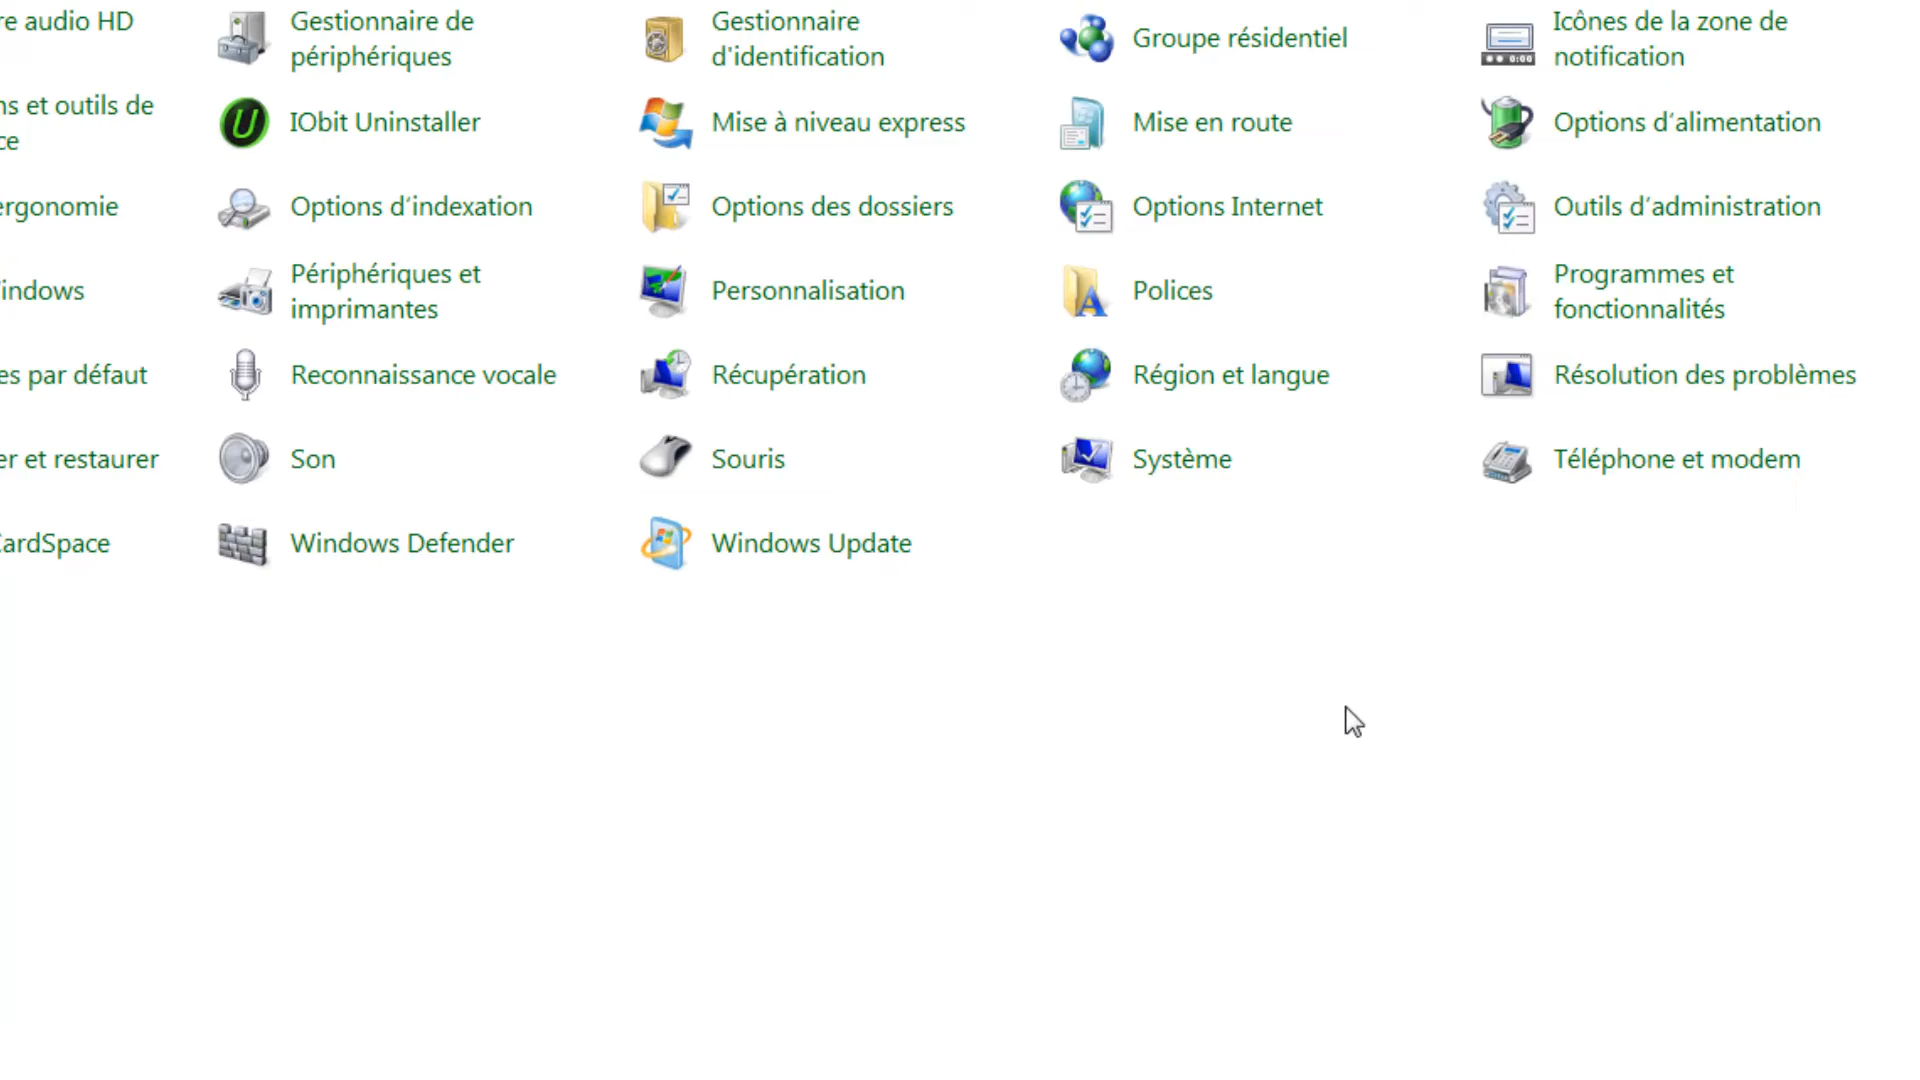 re audio HD
Gestionnaire de
périphériques
Gestionnaire
d'identification
Groupe résidentiel
Icônes de la zone de
notification
ns et outils de
ce
IObit Uninstaller
Mise à niveau express
Mise en route
Options d'alimentation
ergonomie
Options d'indexation
Options des dossiers
Options Internet
Outils d'administration
indows
Périphériques et
imprimantes
Personnalisation
Polices
Programmes et
fonctionnalités
es par défaut
Reconnaissance vocale
Récupération
Région et langue
Résolution des problèmes
er et restaurer
Son
Souris
Système
Téléphone et modem
ardSpace
Windows Defender
Windows Update